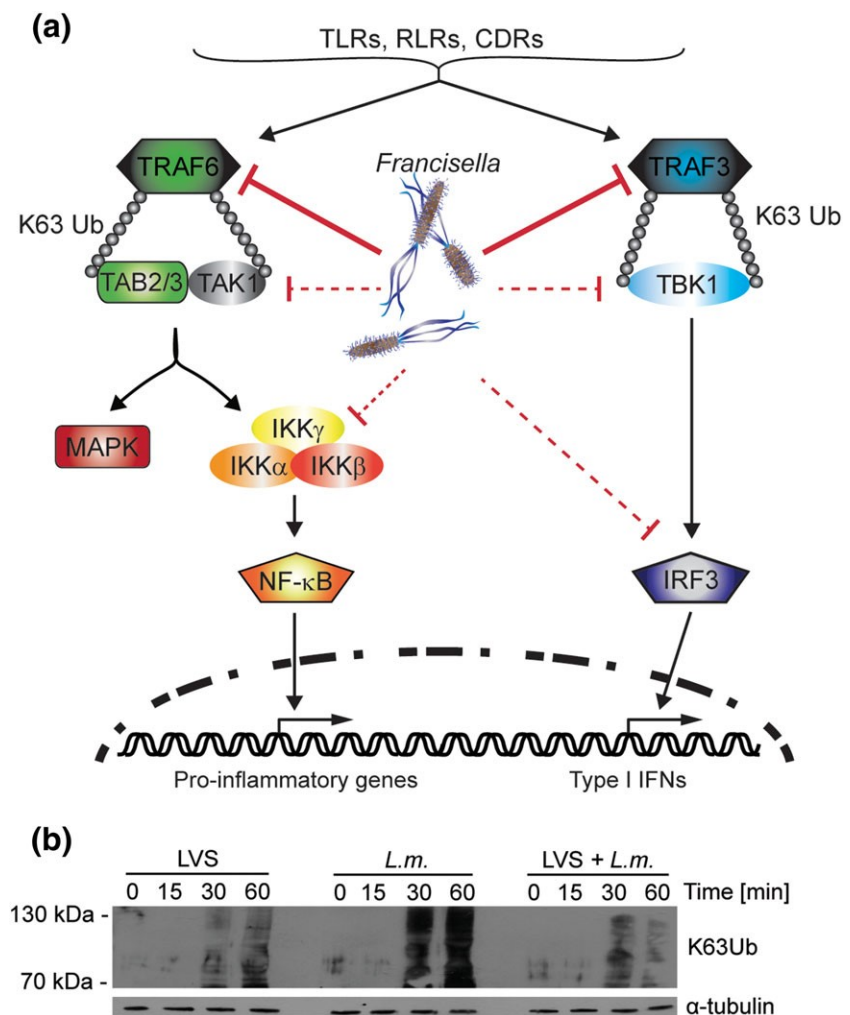 (a)
TLRs, RLRs, CDRs
TRAF6
Francisella
TRAF3
K63 Ub
K63 Ub
TAB2/3
TAK1
TBK1
MAPK
IKKγ
IKKα
IKKβ
NF-κB
IRF3
Pro-inflammatory genes
Type I IFNs
(b)
LVS
L.m.
LVS + L.m.
0 15 30 60 0 15 30 60 0 15 30 60 Time [min]
130 kDa -
K63Ub
70 kDa -
α-tubulin